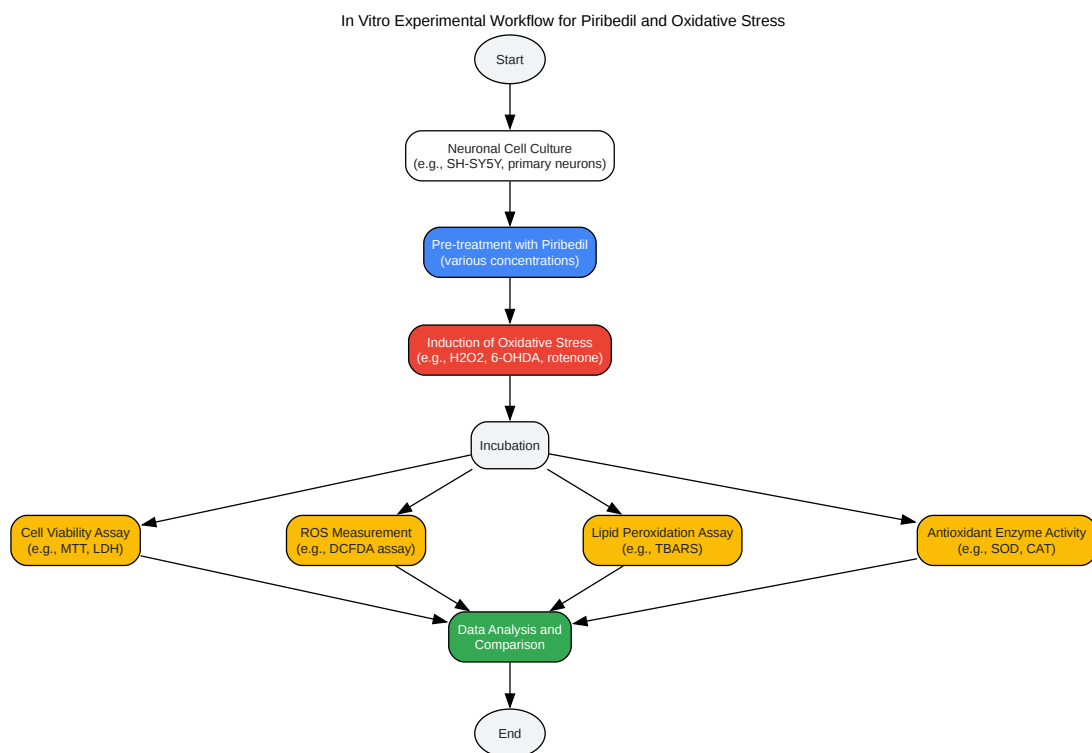 In Vitro Experimental Workflow for Piribedil and Oxidative Stress
Start
Neuronal Cell Culture
(e.g., SH-SY5Y, primary neurons)
Pre-treatment with Piribedil
(various concentrations)
Induction of Oxidative Stress
(e.g., H2O2, 6-OHDA, rotenone)
Incubation
Cell Viability Assay
(e.g., MTT, LDH)
ROS Measurement
(e.g., DCFDA assay)
Lipid Peroxidation Assay
(e.g., TBARS)
Antioxidant Enzyme Activity
(e.g., SOD, CAT)
Data Analysis and
Comparison
End